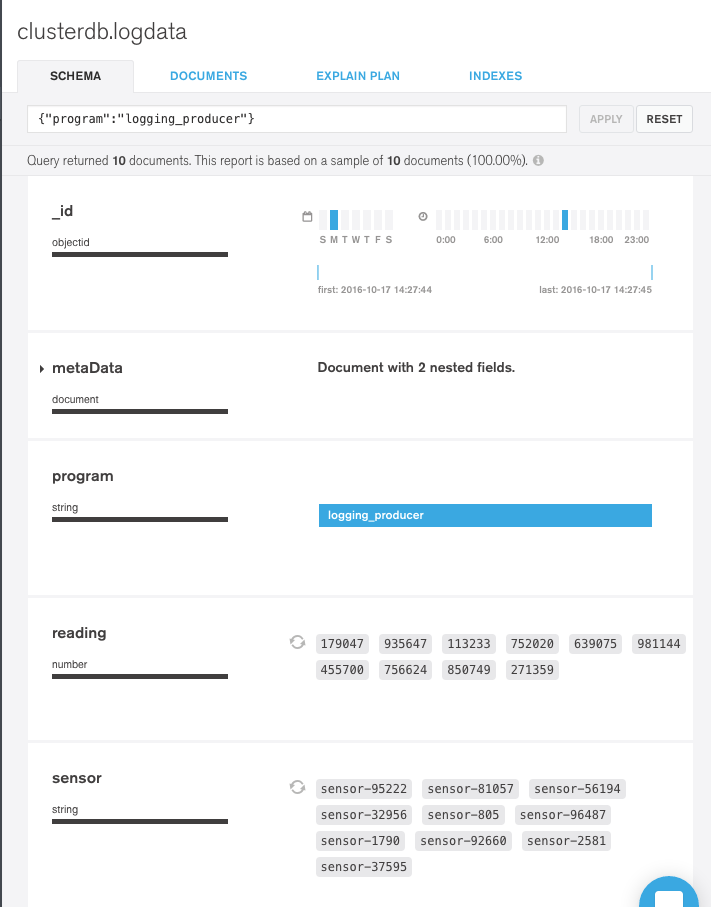 clusterdb.logdata
SCHEMA DOCUMENTS EXPLAIN PLAN INDEXES
{"program":"logging_producer"} APPLY RESET
Query returned 10 documents. This report is based on a sample of 10 documents (100.00%).
_id
objectid
S M T W T F S 0:00 6:00 12:00 18:00 23:00
first: 2016-10-17 14:27:44 last: 2016-10-17 14:27:45
metaData Document with 2 nested fields.
document
program
string
logging_producer
reading
number
179047 935647 113233 752020 639075 981144
455700 756624 850749 271359
sensor
string
sensor-95222 sensor-81057 sensor-56194
sensor-32956 sensor-805 sensor-96487
sensor-1790 sensor-92660 sensor-2581
sensor-37595